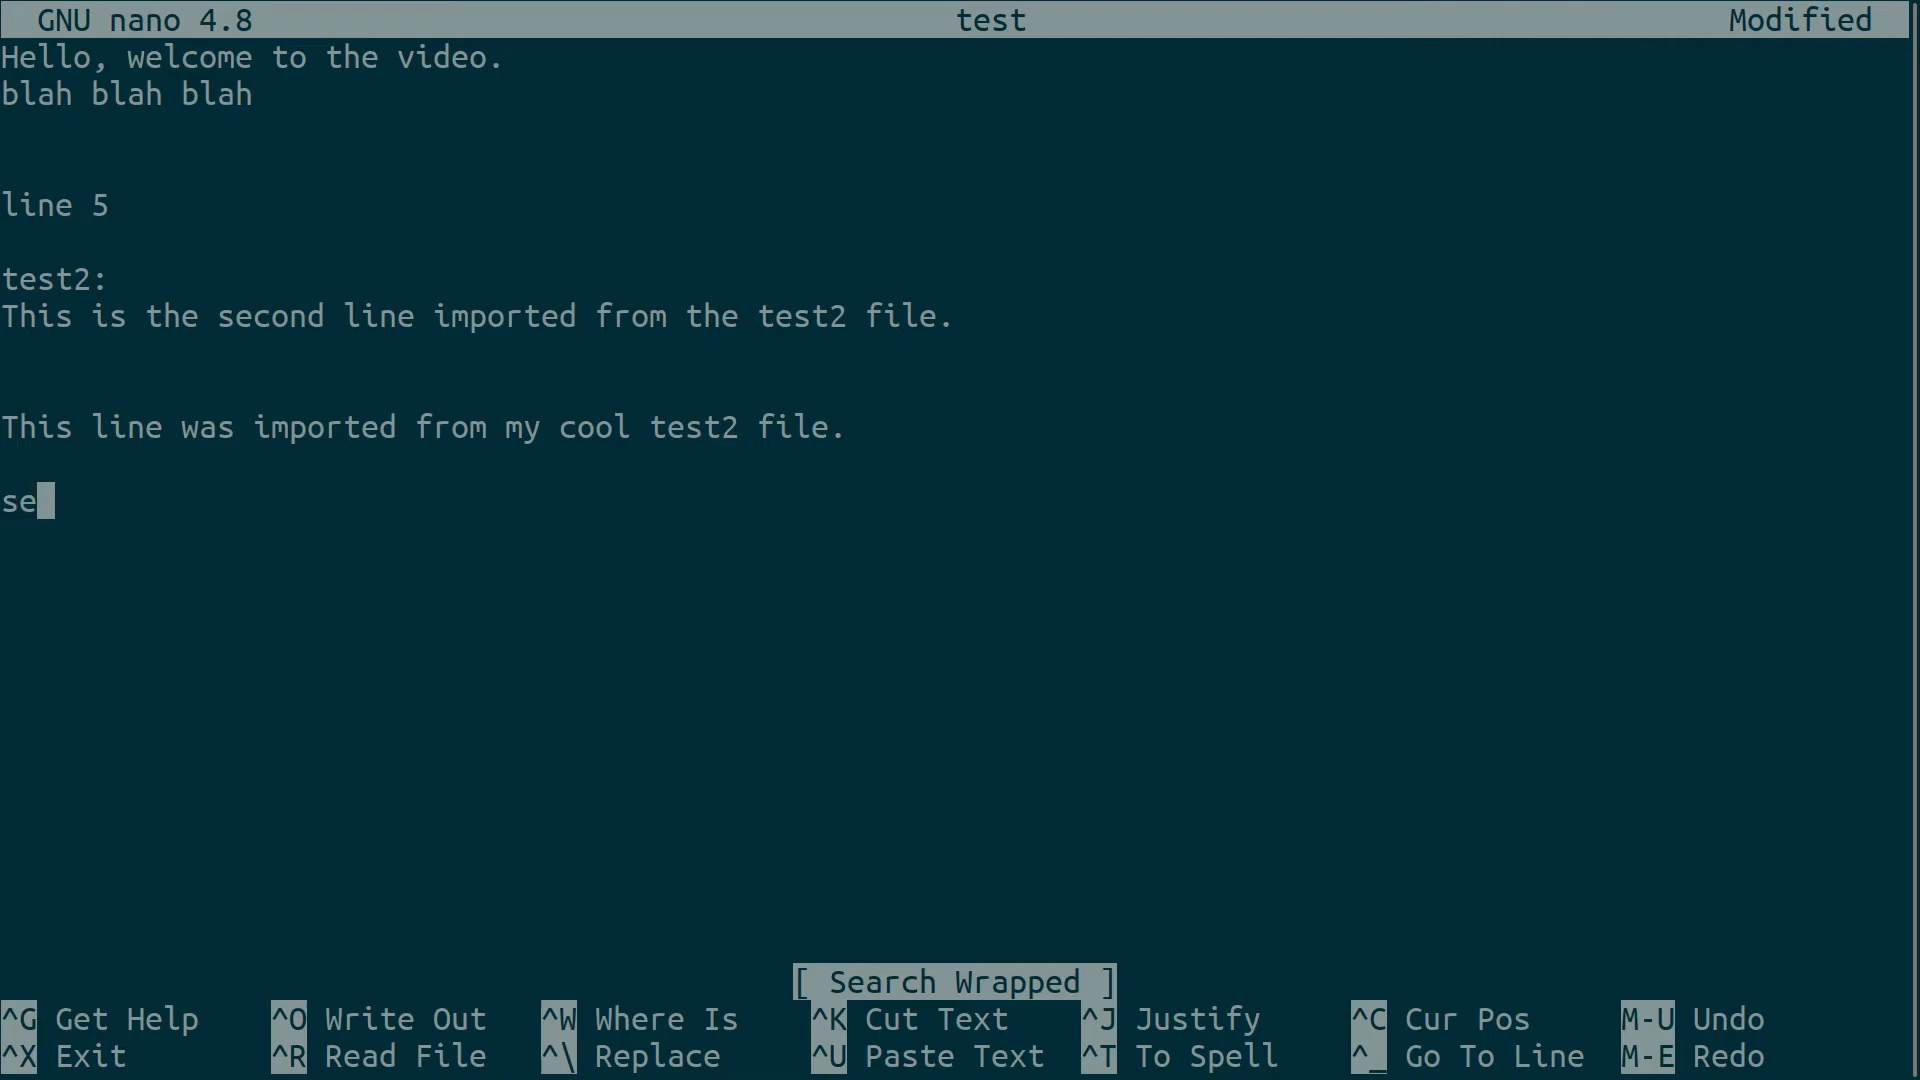 GNU nano 4.8 test Modified
Hello, welcome to the video.
blah blah blah
line 5
test2:
This is the second line imported from the test2 file.
This line was imported from my cool test2 file.
se
[ Search Wrapped ]
^G Get Help ^O Write Out ^W Where Is ^K Cut Text ^J Justify ^C Cur Pos M-U Undo
^X Exit ^R Read File ^\ Replace ^U Paste Text ^T To Spell ^_ Go To Line M-E Redo